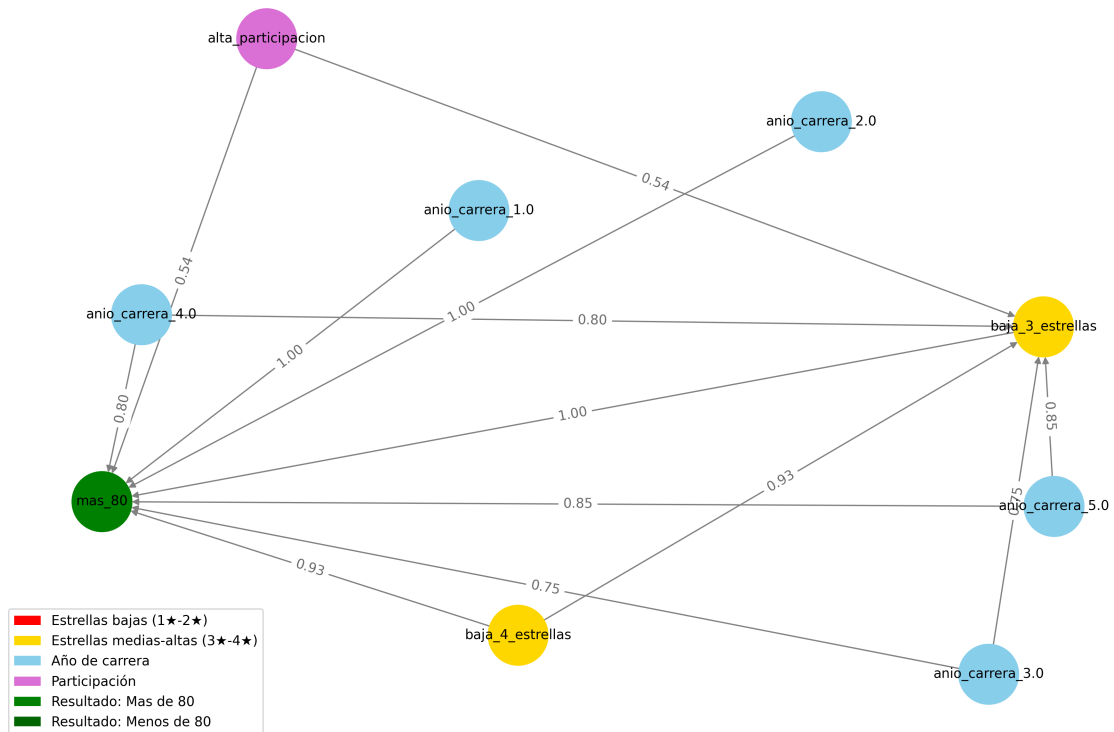 alta_participacion
anio_carrera_2.0
0.54
anio_carrera_1.0
0.54
anio_carrera_4.0
1.00
0.80
baja_3_estrellas
1.00
0.80
1.00
0.85
0.93
mas_80
0.85
0.75
anio_carrera_5.0
0.93
0.75
baja_4_estrellas
anio_carrera_3.0
Estrellas bajas (1★-2★)
Estrellas medias-altas (3★-4★)
Año de carrera
Participación
Resultado: Mas de 80
Resultado: Menos de 80